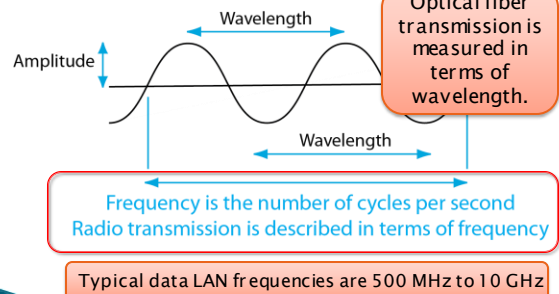 Wavelength
Optical fiber
transmission is
measured in
terms of
wavelength.
Amplitude
Wavelength
Frequency is the number of cycles per second
Radio transmission is described in terms of frequency
Typical data LAN frequencies are 500 MHz to 10 GHz